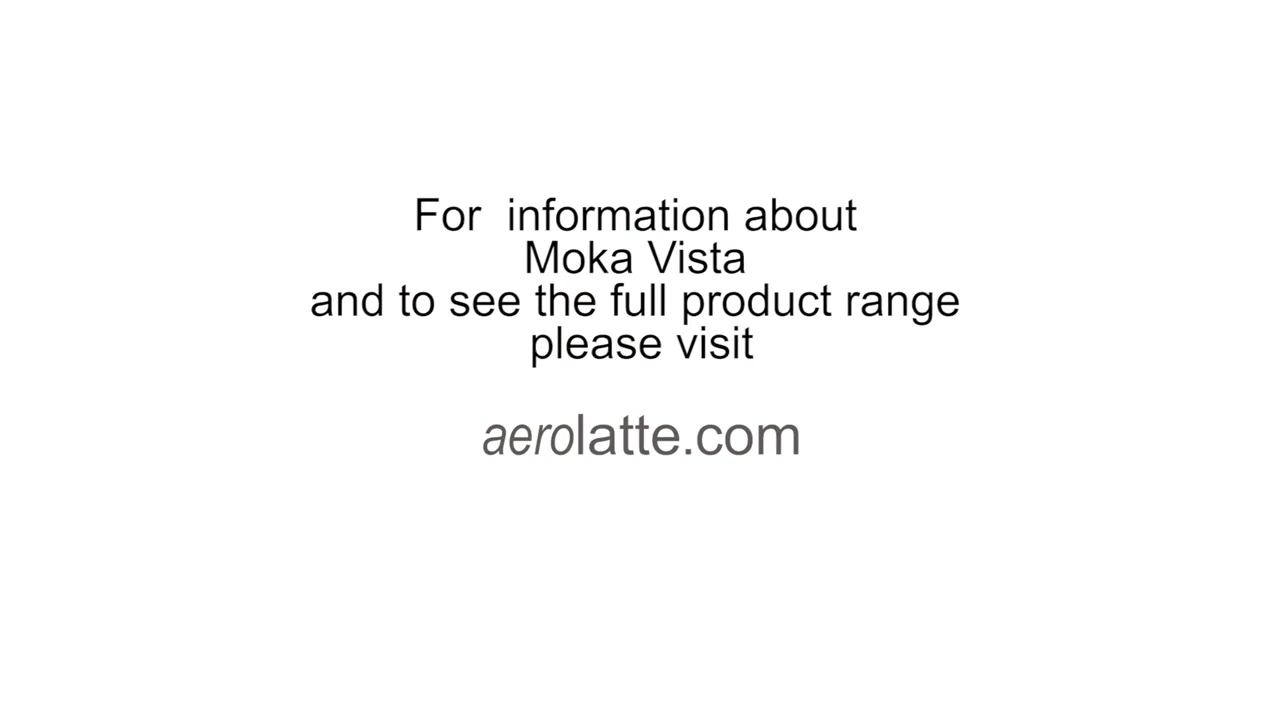 For  information about
Moka Vista
and to see the full product range
please visit
aerolatte.com